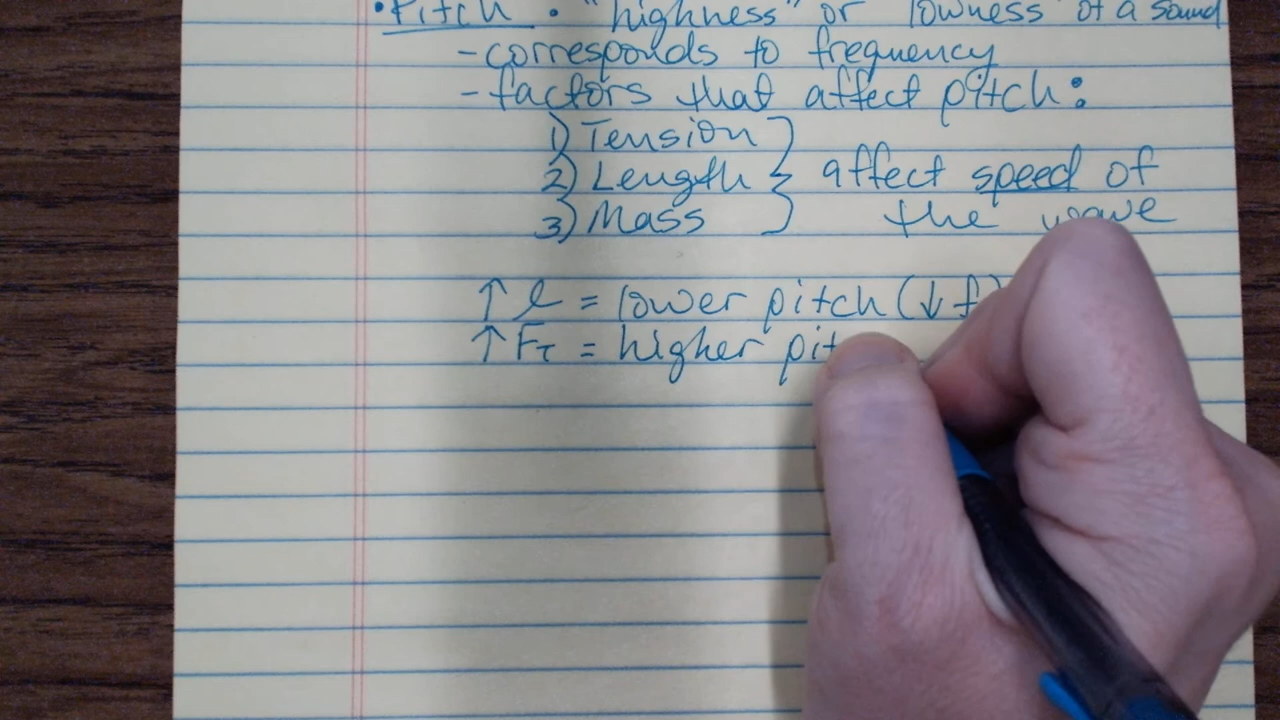 • Pitch • "highness" or lowness of a sound
- corresponds to frequency
- factors that affect pitch:
1) Tension
2) Length } affect speed of
3) Mass the wave
↑ l = lower pitch (↓ f)
↑ F_T = higher pit